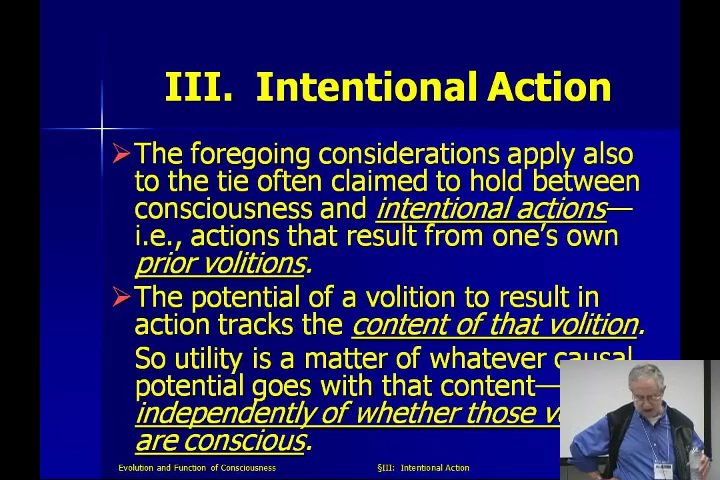 III. Intentional Action
The foregoing considerations apply also
to the tie often claimed to hold between
consciousness and intentional actions—
i.e., actions that result from one's own
prior volitions.
The potential of a volition to result in
action tracks the content of that volition.
So utility is a matter of whatever causal
potential goes with that content—
independently of whether those
are conscious.
Evolution and Function of Consciousness
§III: Intentional Action